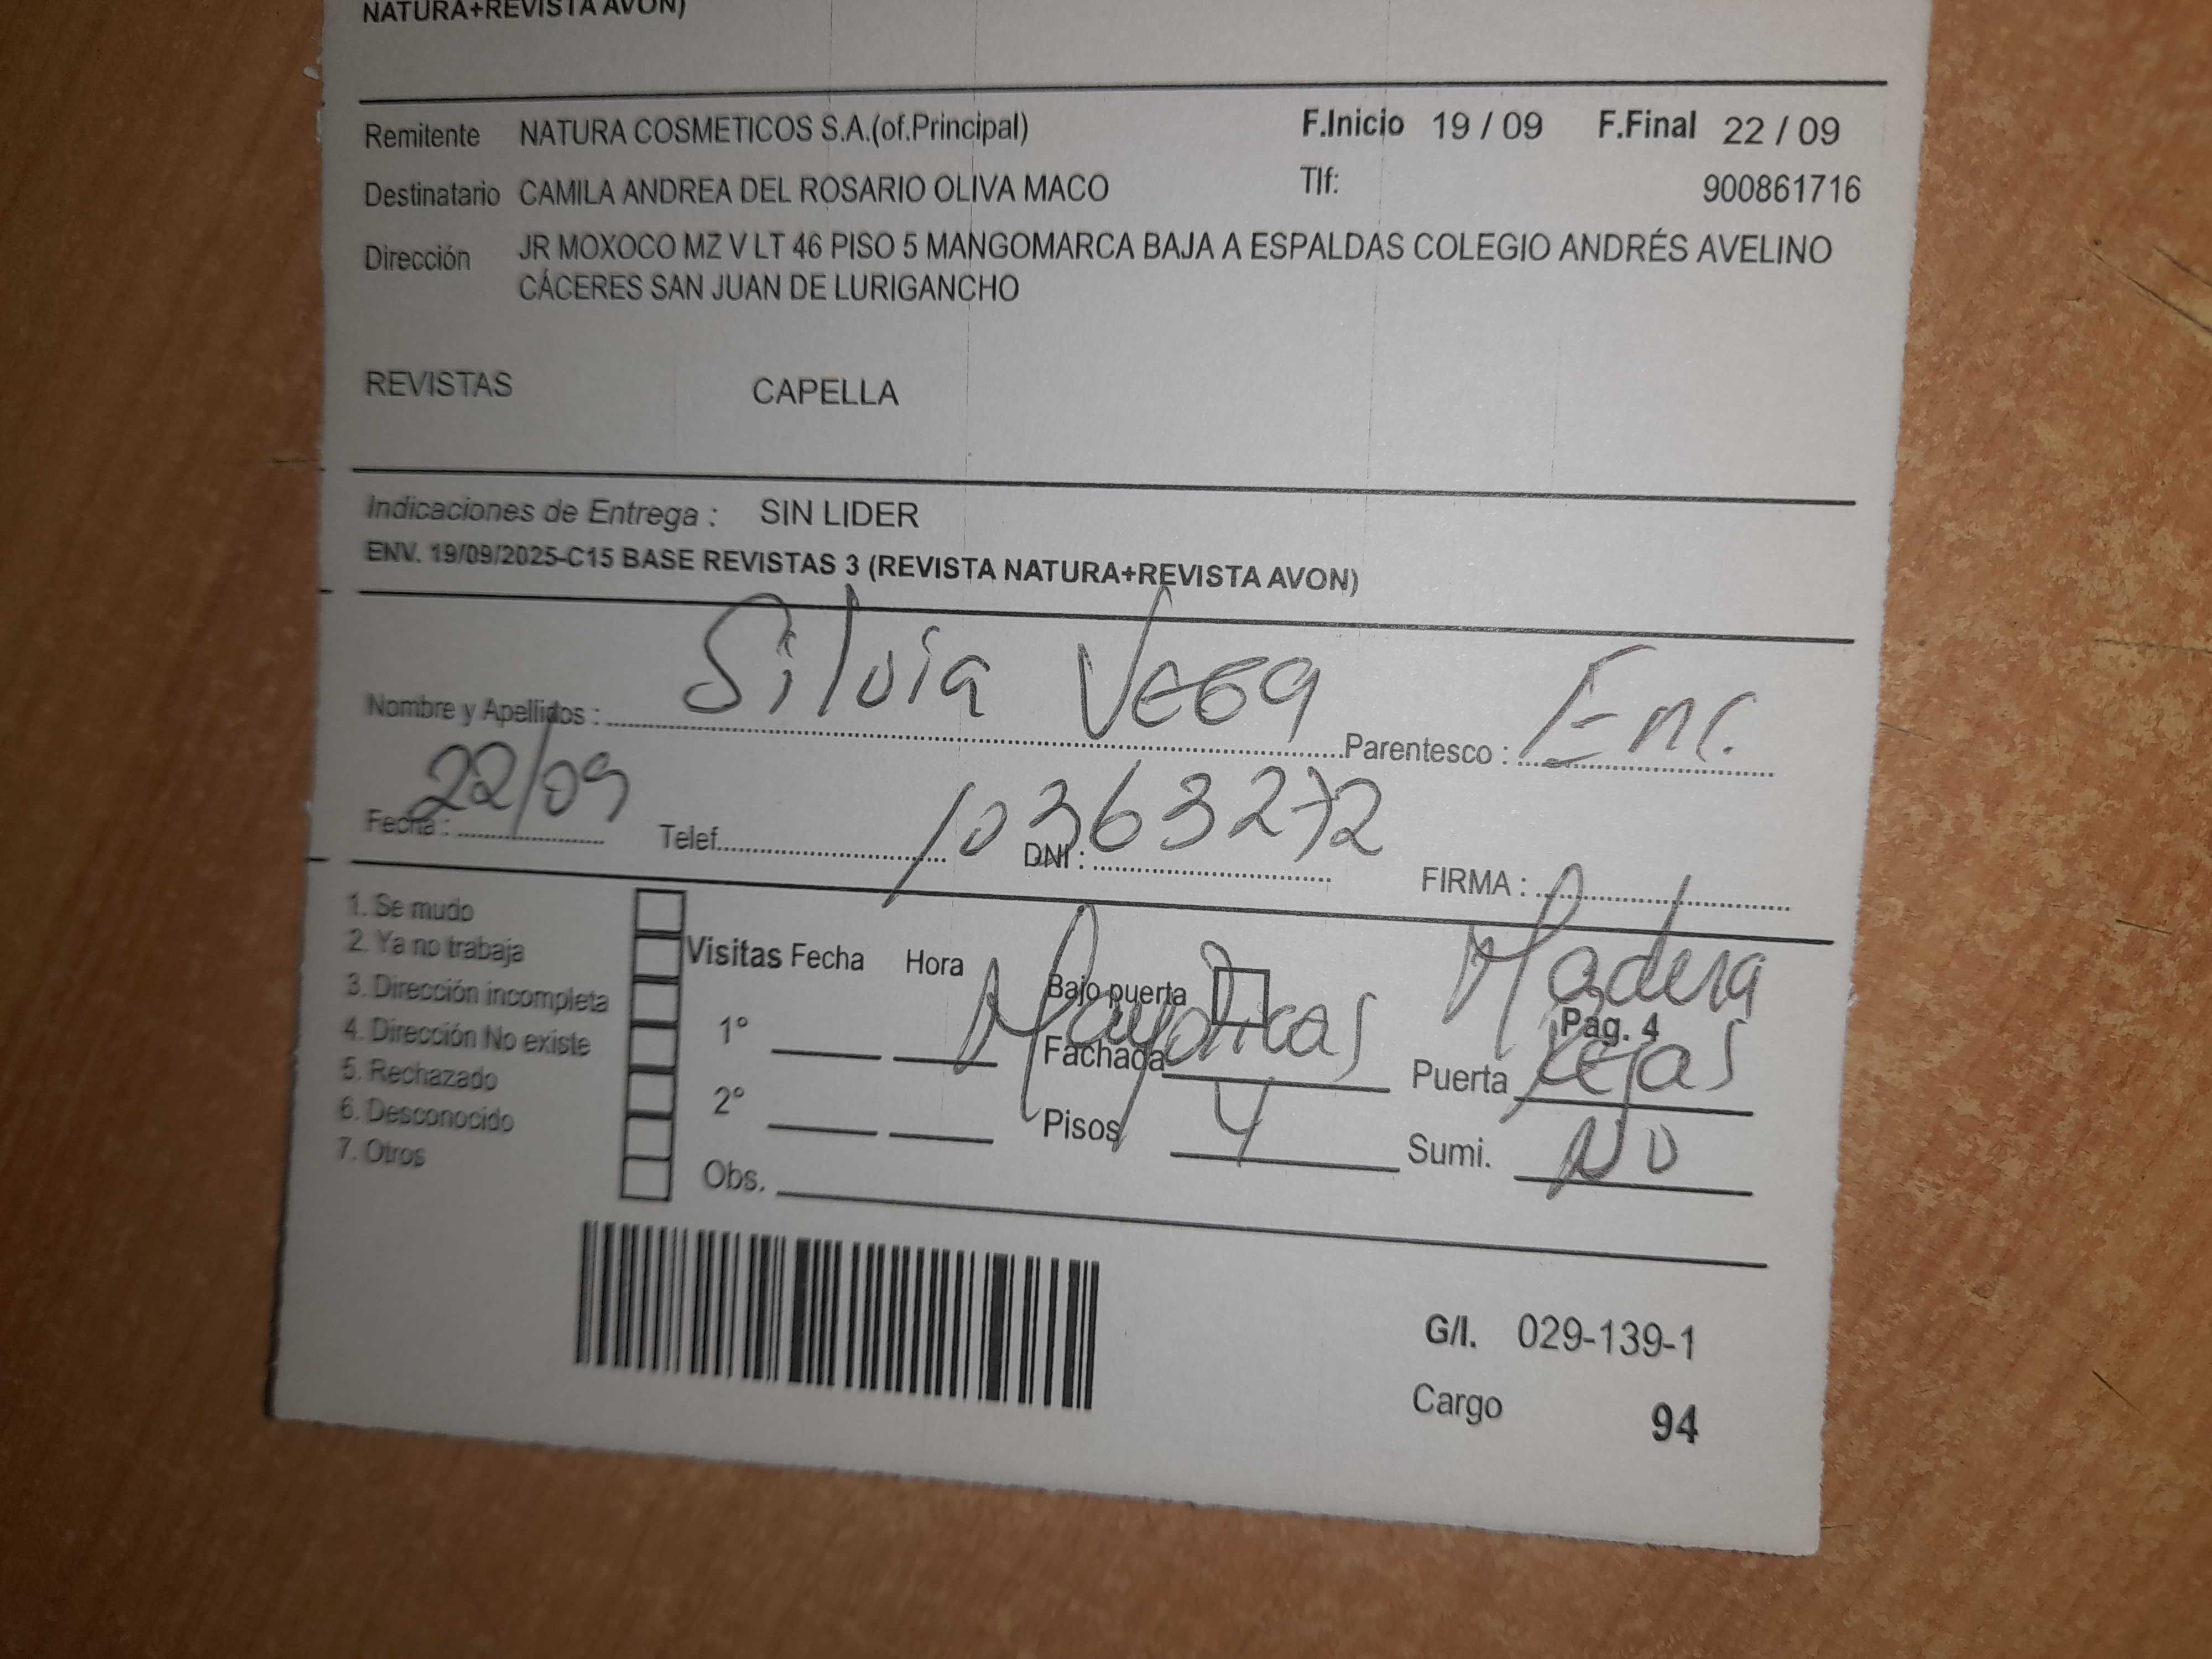 NATURA+REVISTA AVON)
Remitente NATURA COSMETICOS S.A.(of.Principal) F.Inicio 19 / 09 F.Final 22 / 09
Destinatario CAMILA ANDREA DEL ROSARIO OLIVA MACO Tlf: 900861716
Dirección JR MOXOCO MZ V LT 46 PISO 5 MANGOMARCA BAJA A ESPALDAS COLEGIO ANDRÉS AVELINO
CÁCERES SAN JUAN DE LURIGANCHO
REVISTAS CAPELLA
Indicaciones de Entrega : SIN LIDER
ENV. 19/09/2025-C15 BASE REVISTAS 3 (REVISTA NATURA+REVISTA AVON)
Nombre y Apellidos : Silvia Vega Parentesco : Enc.
Fecha : 22/09 Telef. DNI : 10363272 FIRMA :
1. Se mudo
2. Ya no trabaja
3. Dirección incompleta
4. Dirección No existe
5. Rechazado
6. Desconocido
7. Otros
Visitas Fecha Hora
1°
2°
Obs.
Bajo puerta
Fachada Mayolicas
Pisos 4
Madera
Pag. 4
Puerta Rejas
Sumi. NO
G/I. 029-139-1
Cargo 94